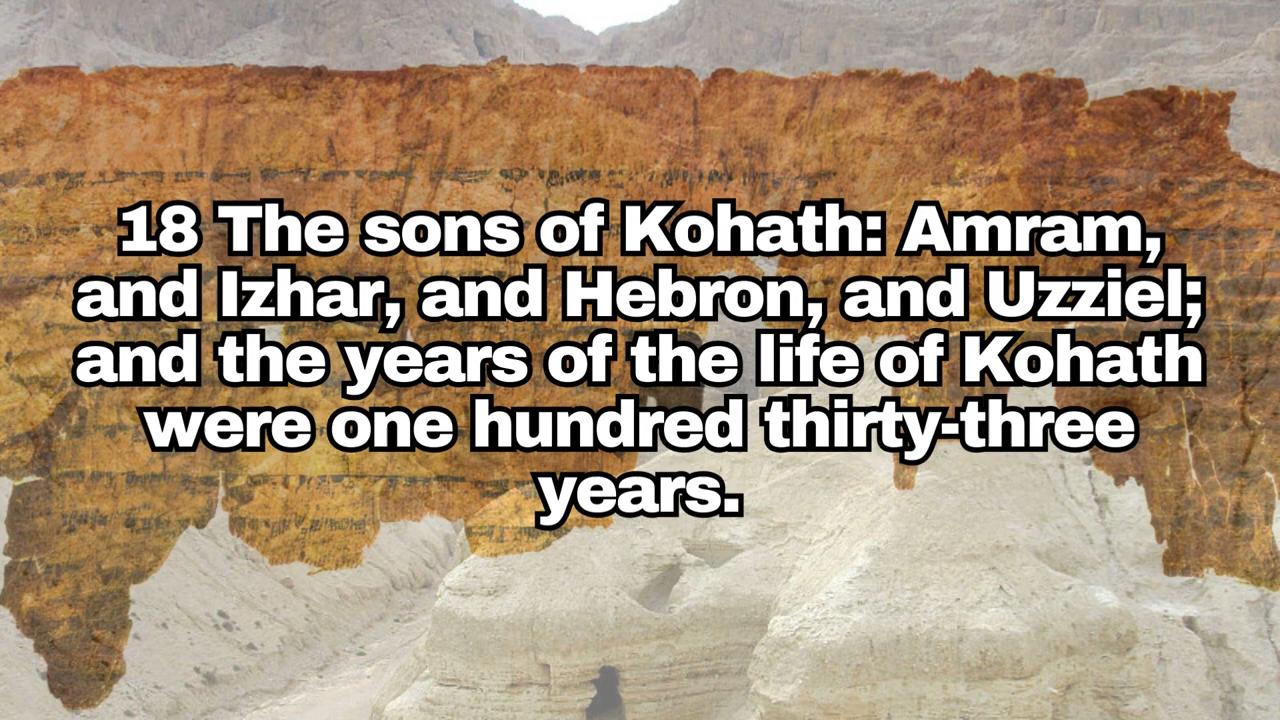 18 The sons of Kohath: Amram,
and Izhar, and Hebron, and Uzziel;
and the years of the life of Kohath
were one hundred thirty-three
years.